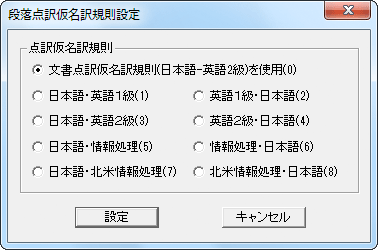 段落点訳仮名訳規則設定
点訳仮名訳規則
文書点訳仮名訳規則(日本語-英語2級)を使用(0)
日本語・英語1級(1) 英語1級・日本語(2)
日本語・英語2級(3) 英語2級・日本語(4)
日本語・情報処理(5) 情報処理・日本語(6)
日本語・北米情報処理(7) 北米情報処理・日本語(8)
設定 キャンセル